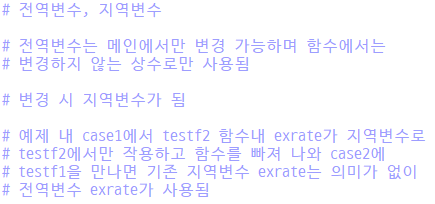 # 전역변수, 지역변수
# 전역변수는 메인에서만 변경 가능하며 함수에서는
# 변경하지 않는 상수로만 사용됨
# 변경 시 지역변수가 됨
# 예제 내 case1에서 testf2 함수내 exrate가 지역변수로
# testf2에서만 작용하고 함수를 빠져 나와 case2에
# testf1을 만나면 기존 지역변수 exrate는 의미가 없이
# 전역변수 exrate가 사용됨